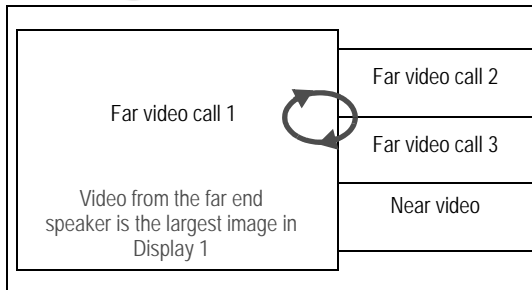 Far video call 1
Video from the far end
speaker is the largest image in
Display 1
Far video call 2
Far video call 3
Near video